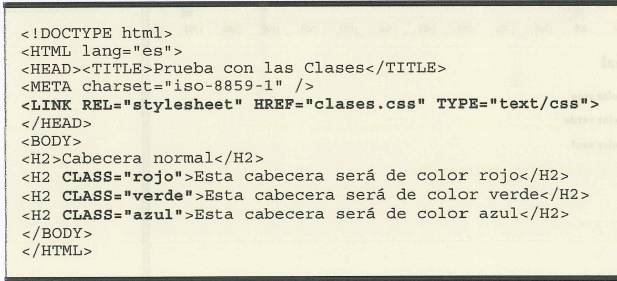 <!DOCTYPE html>
<HTML lang="es">
<HEAD><TITLE>Prueba con las Clases</TITLE>
<META charset="iso-8859-1" />
<LINK REL="stylesheet" HREF="clases.css" TYPE="text/css">
</HEAD>
<BODY>
<H2>Cabecera normal</H2>
<H2 CLASS="rojo">Esta cabecera será de color rojo</H2>
<H2 CLASS="verde">Esta cabecera será de color verde</H2>
<H2 CLASS="azul">Esta cabecera será de color azul</H2>
</BODY>
</HTML>